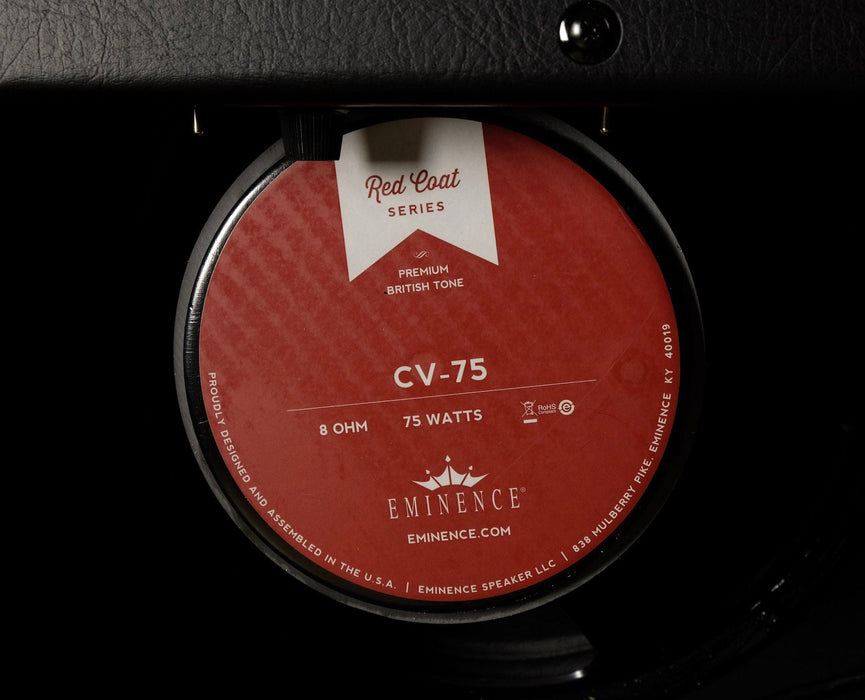 Red Coat
SERIES
PREMIUM
BRITISH TONE
CV-75
8 OHM 75 WATTS RoHS
COMPLIANT e
EMINENCE®
EMINENCE.COM
PROUDLY DESIGNED AND ASSEMBLED IN THE U.S.A. | EMINENCE SPEAKER LLC | 838 MULBERRY PIKE, EMINENCE KY 40019